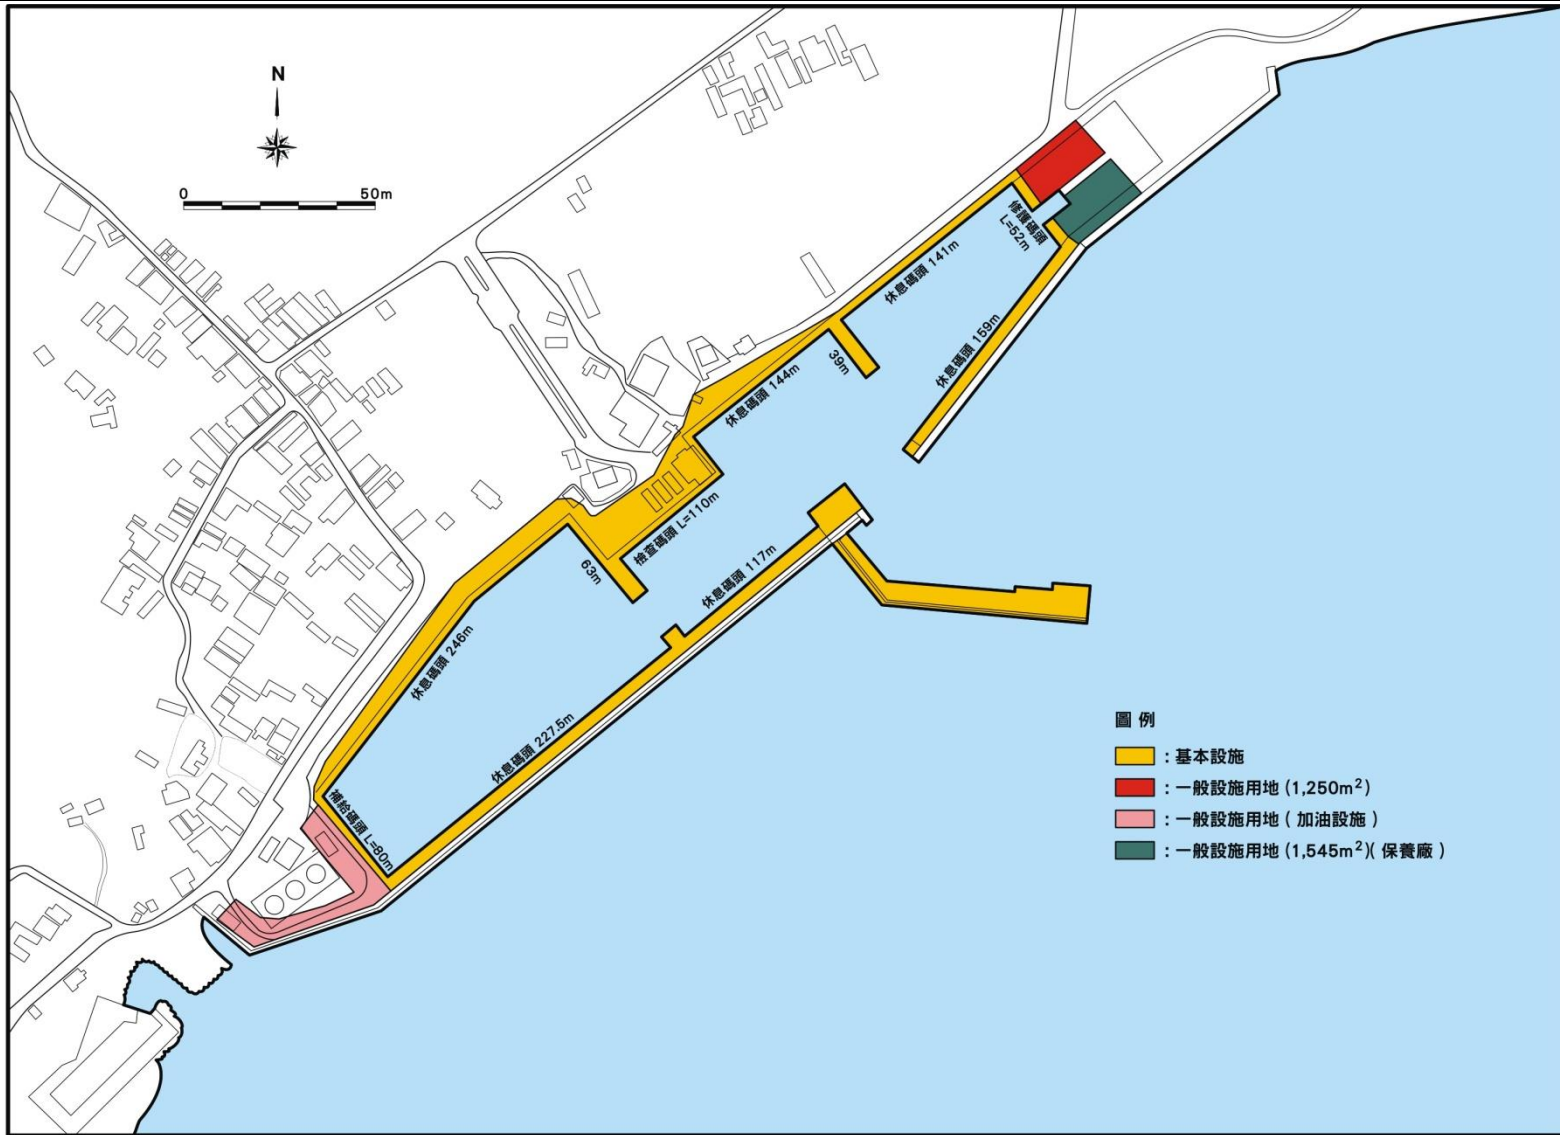 N
0 50m
修護碼頭
L=52m
休息碼頭 141m
休息碼頭 159m
39m
休息碼頭 144m
檢查碼頭 L=110m
63m
休息碼頭 117m
休息碼頭 246m
休息碼頭 227.5m
補給碼頭 L=80m
圖 例
：基本設施
：一般設施用地 (1,250m²)
：一般設施用地 ( 加油設施 )
：一般設施用地 (1,545m²)( 保養廠 )